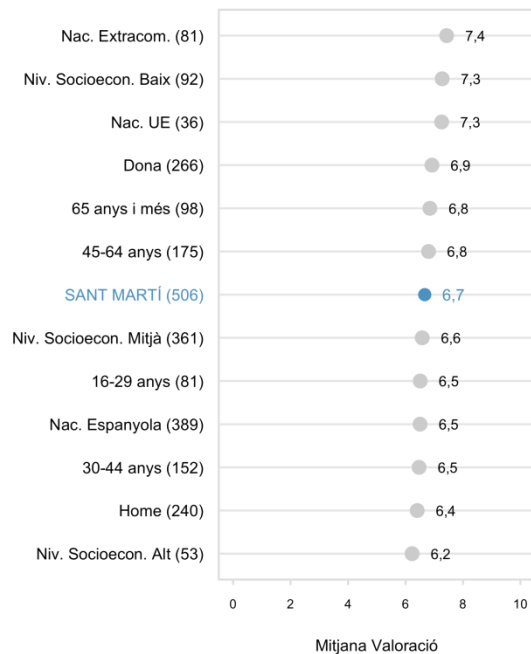 Nac. Extracom. (81) 7,4
Niv. Socioecon. Baix (92) 7,3
Nac. UE (36) 7,3
Dona (266) 6,9
65 anys i més (98) 6,8
45-64 anys (175) 6,8
SANT MARTÍ (506) 6,7
Niv. Socioecon. Mitjà (361) 6,6
16-29 anys (81) 6,5
Nac. Espanyola (389) 6,5
30-44 anys (152) 6,5
Home (240) 6,4
Niv. Socioecon. Alt (53) 6,2
0 2 4 6 8 10
Mitjana Valoració